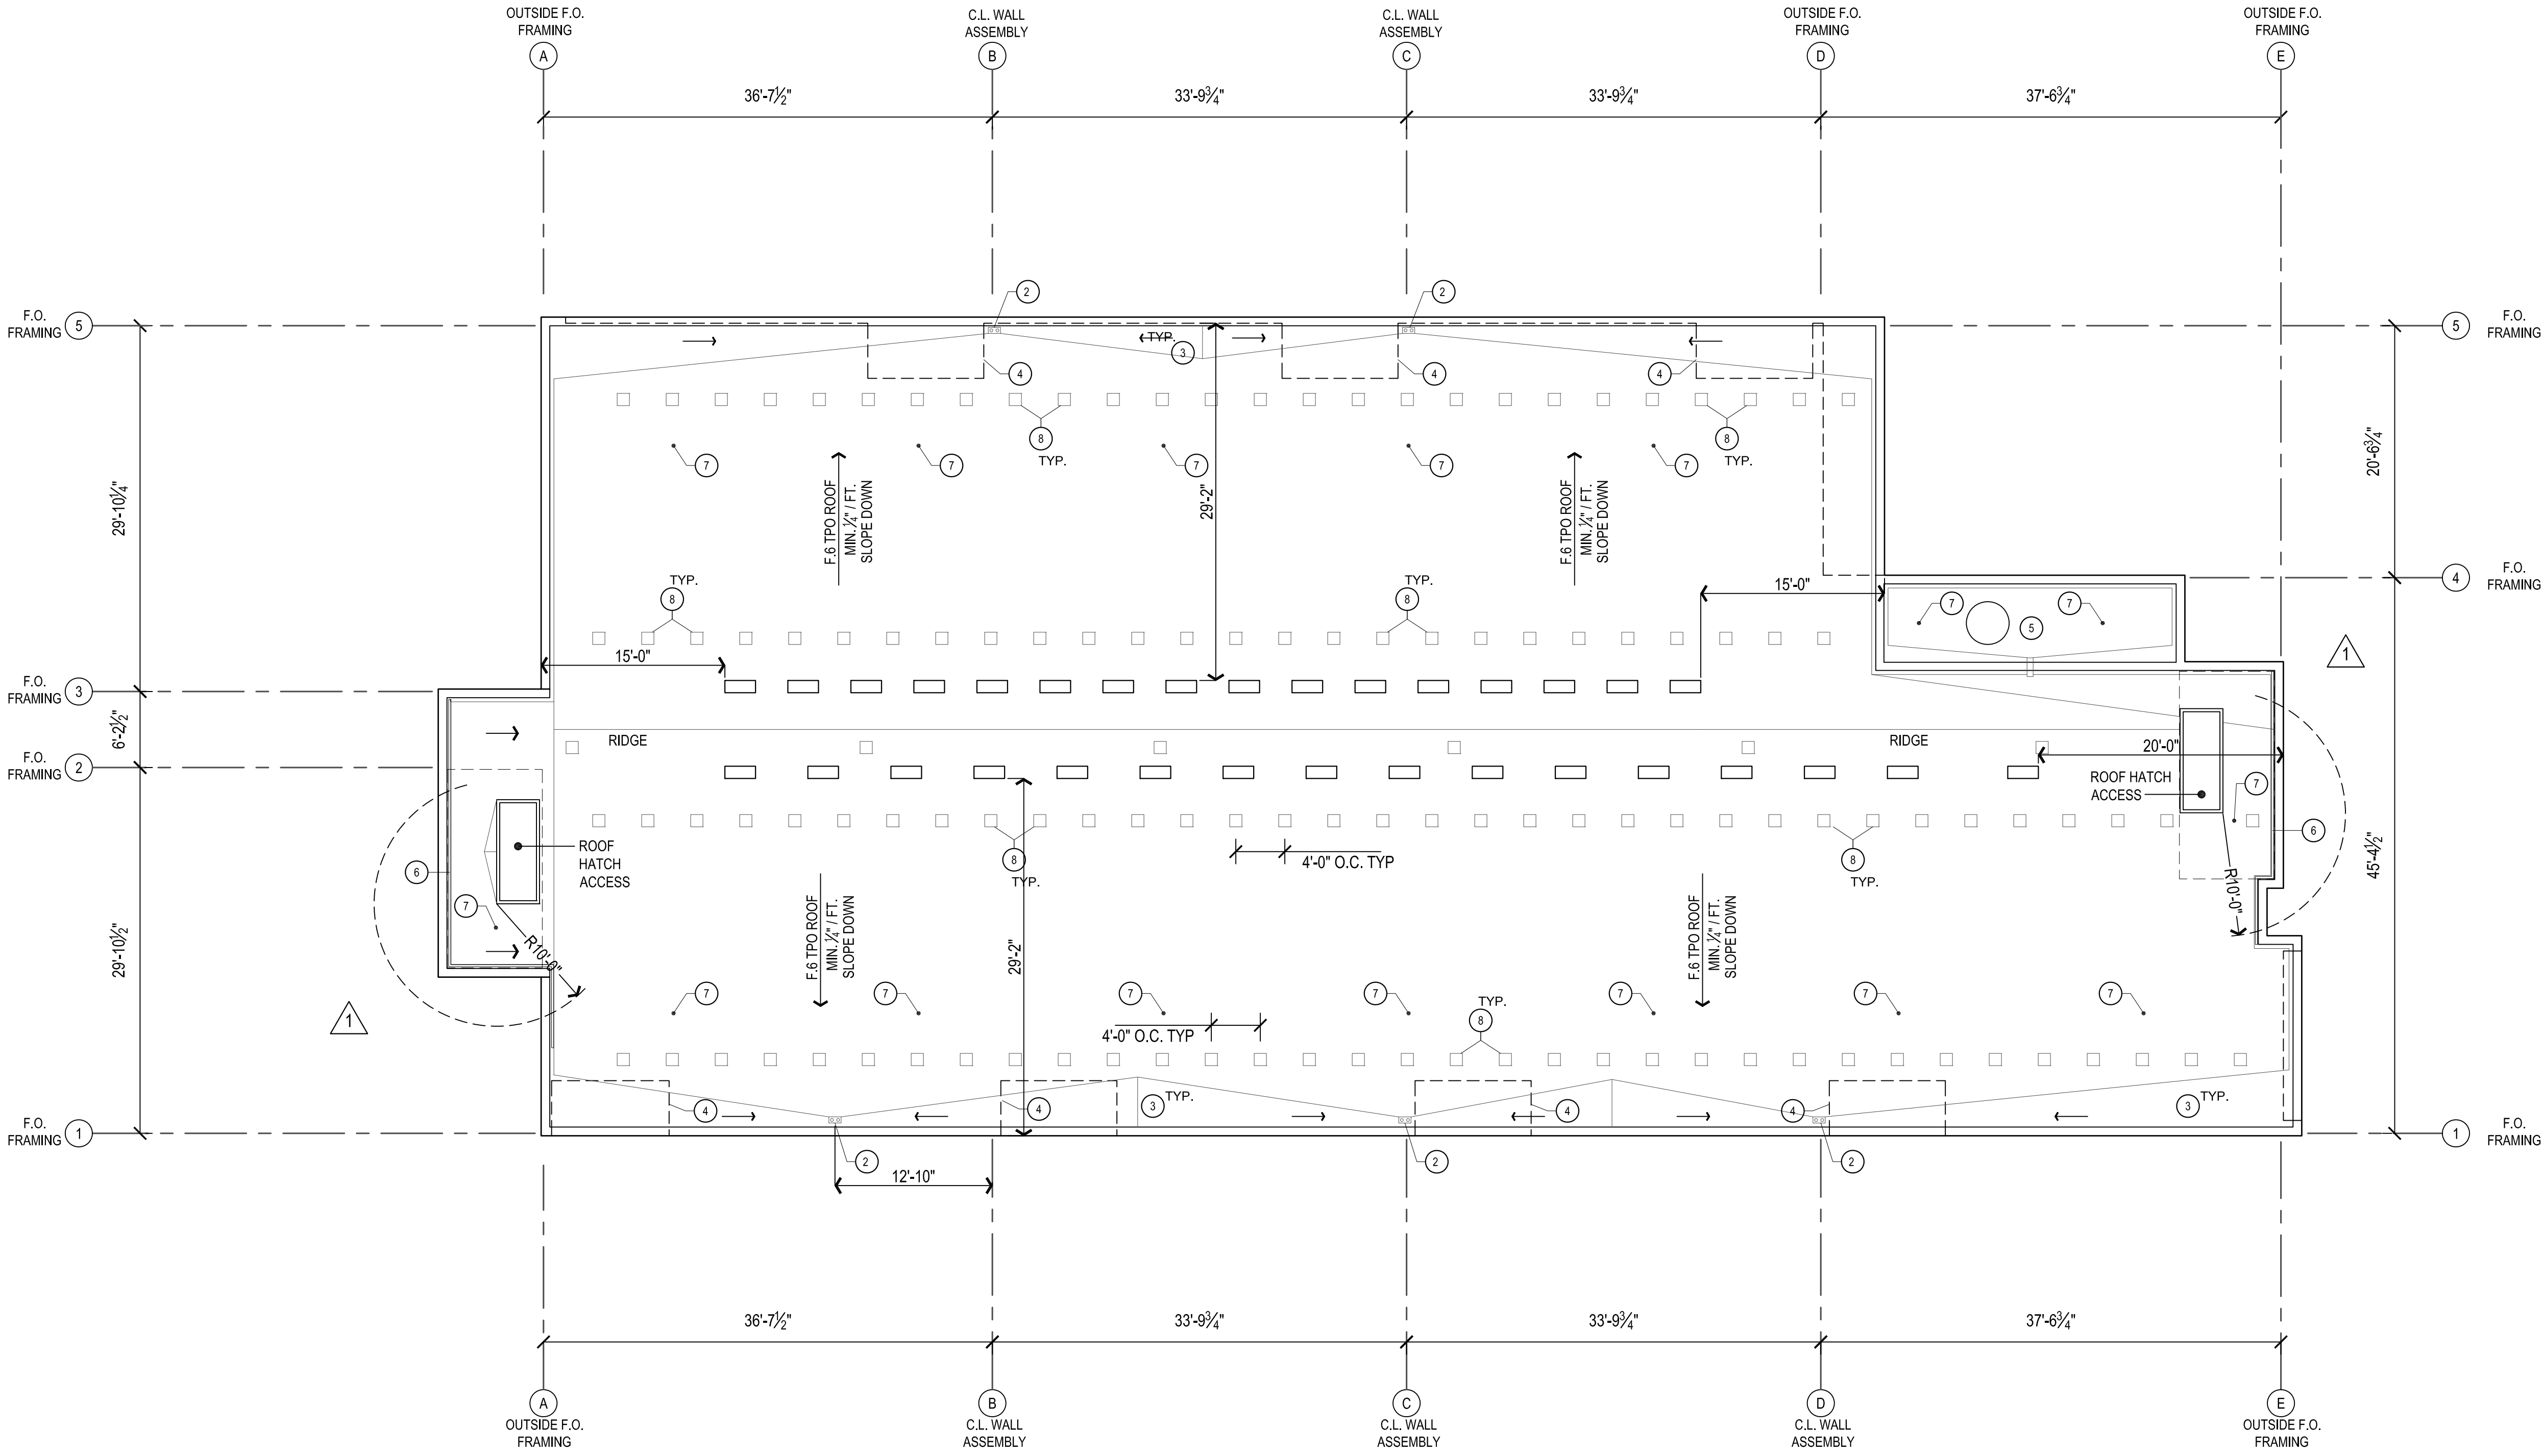 OUTSIDE F.O.
FRAMING
A
C.L. WALL
ASSEMBLY
B
C.L. WALL
ASSEMBLY
C
OUTSIDE F.O.
FRAMING
D
OUTSIDE F.O.
FRAMING
E
36'-7½"
33'-9¾"
33'-9¾"
37'-6¾"
2
2
F.O.
FRAMING
5
5
F.O.
FRAMING
TYP.
3
4
4
4
8
TYP.
8
TYP.
7
7
7
7
7
20'-6¾"
29'-10¼"
F.6 TPO ROOF
MIN. ¼" / FT.
SLOPE DOWN
29'-2"
F.6 TPO ROOF
MIN. ¼" / FT.
SLOPE DOWN
4
F.O.
FRAMING
TYP.
8
TYP.
8
15'-0"
7
7
5
1
15'-0"
F.O.
FRAMING
3
6'-2½"
RIDGE
RIDGE
20'-0"
F.O.
FRAMING
2
ROOF HATCH
ACCESS
7
6
ROOF
HATCH
ACCESS
6
7
8
TYP.
4'-0" O.C. TYP
8
TYP.
45'-4½"
R10'-0"
R10'-0"
29'-10½"
F.6 TPO ROOF
MIN. ¼" / FT.
SLOPE DOWN
29'-2"
F.6 TPO ROOF
MIN. ¼" / FT.
SLOPE DOWN
7
7
7
7
7
7
7
1
4'-0" O.C. TYP
TYP.
8
4
4
3
TYP.
4
4
3
TYP.
F.O.
FRAMING
1
1
F.O.
FRAMING
2
2
2
12'-10"
36'-7½"
33'-9¾"
33'-9¾"
37'-6¾"
A
OUTSIDE F.O.
FRAMING
B
C.L. WALL
ASSEMBLY
C
C.L. WALL
ASSEMBLY
D
C.L. WALL
ASSEMBLY
E
OUTSIDE F.O.
FRAMING